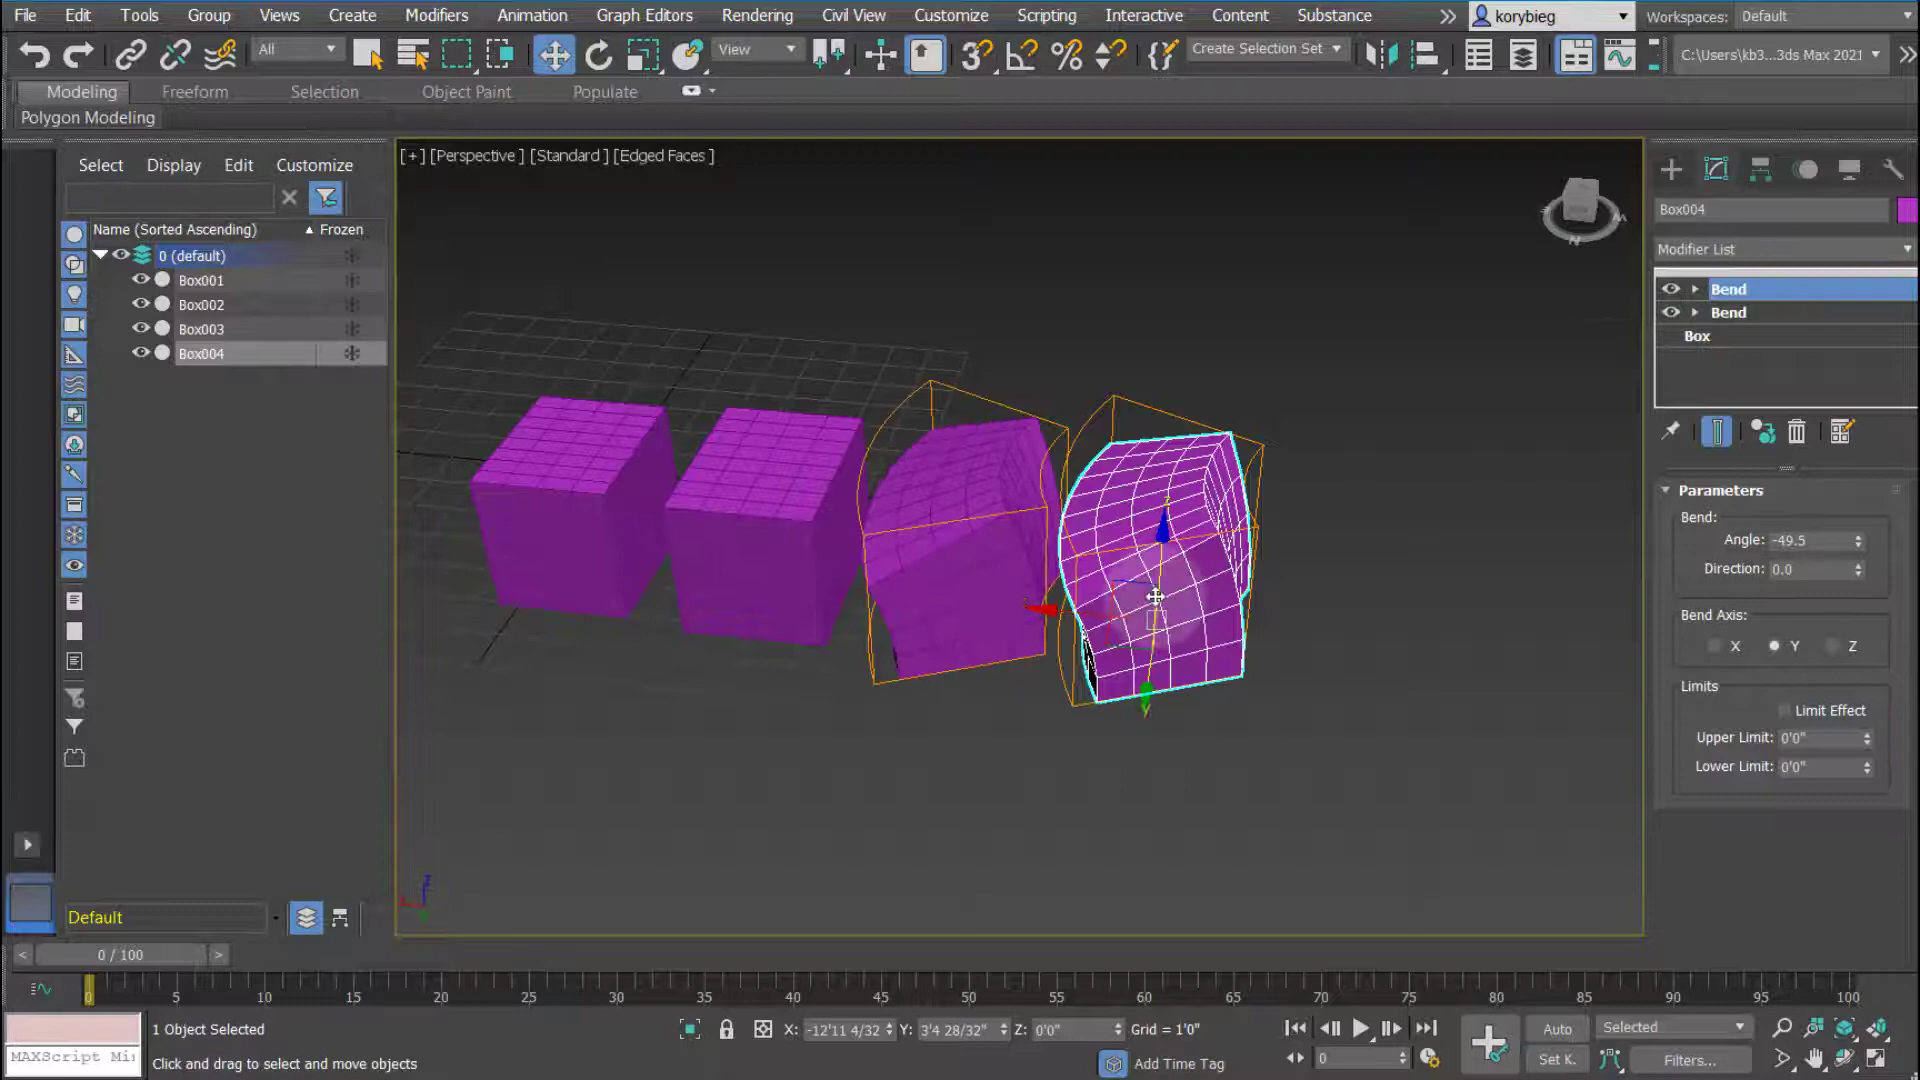 File Edit Tools Group Views Create Modifiers Animation Graph Editors Rendering Civil View Customize Scripting Interactive Content Substance korybieg Workspaces: Default
All View Create Selection Set C:\Users\kb3...3ds Max 2021
Modeling Freeform Selection Object Paint Populate
Polygon Modeling
Select Display Edit Customize
[+] [Perspective] [Standard] [Edged Faces]
Name (Sorted Ascending) Frozen
0 (default)
Box001
Box002
Box003
Box004
Box004
Modifier List
Bend
Bend
Box
Parameters
Bend:
Angle: -49.5
Direction: 0.0
Bend Axis:
X Y Z
Limits
Limit Effect
Upper Limit: 0'0"
Lower Limit: 0'0"
Default
0 / 100
0 5 10 15 20 25 30 35 40 45 50 55 60 65 70 75 80 85 90 95 100
1 Object Selected X: -12'11 4/32 Y: 3'4 28/32" Z: 0'0" Grid = 1'0" Auto Selected
MAXScript Mi Click and drag to select and move objects Add Time Tag 0 Set K. Filters...